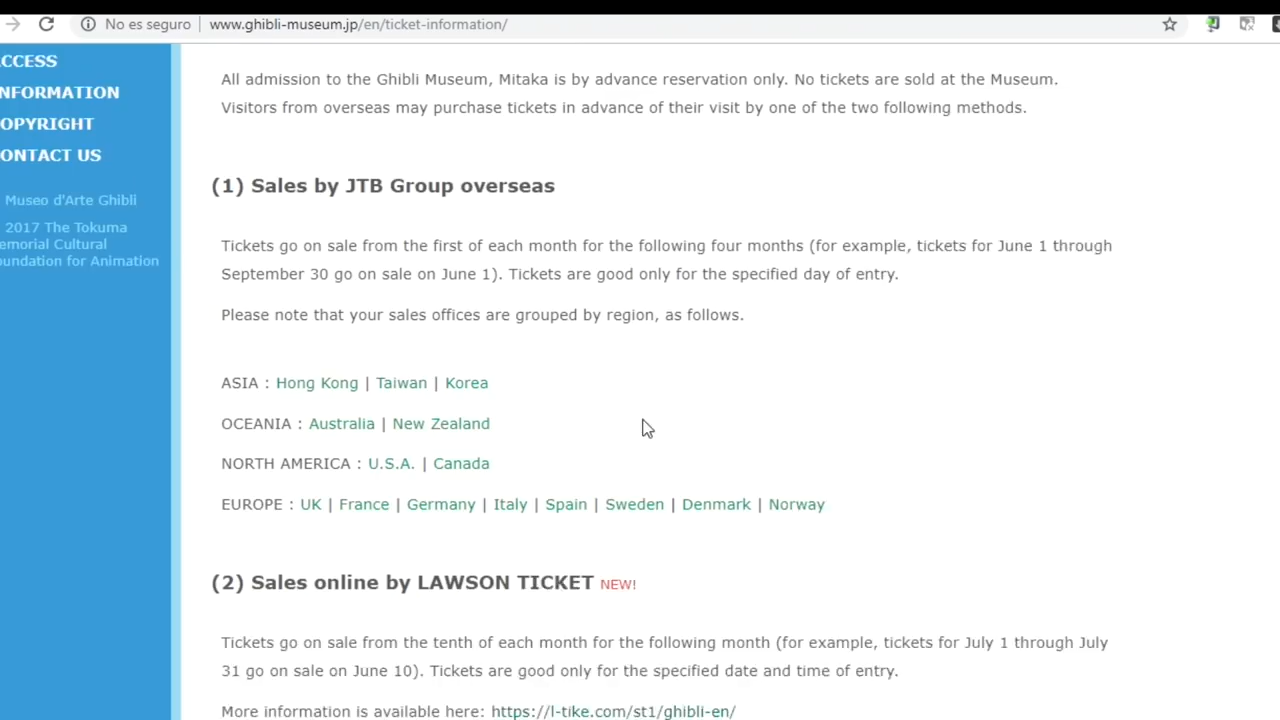 No es seguro
www.ghibli-museum.jp/en/ticket-information/
CCESS
NFORMATION
OPYRIGHT
ONTACT US
Museo d'Arte Ghibli
2017 The Tokuma
emorial Cultural
oundation for Animation
All admission to the Ghibli Museum, Mitaka is by advance reservation only. No tickets are sold at the Museum.
Visitors from overseas may purchase tickets in advance of their visit by one of the two following methods.
(1) Sales by JTB Group overseas
Tickets go on sale from the first of each month for the following four months (for example, tickets for June 1 through
September 30 go on sale on June 1). Tickets are good only for the specified day of entry.
Please note that your sales offices are grouped by region, as follows.
ASIA : Hong Kong | Taiwan | Korea
OCEANIA : Australia | New Zealand
NORTH AMERICA : U.S.A. | Canada
EUROPE : UK | France | Germany | Italy | Spain | Sweden | Denmark | Norway
(2) Sales online by LAWSON TICKET NEW!
Tickets go on sale from the tenth of each month for the following month (for example, tickets for July 1 through July
31 go on sale on June 10). Tickets are good only for the specified date and time of entry.
More information is available here: https://l-tike.com/st1/ghibli-en/